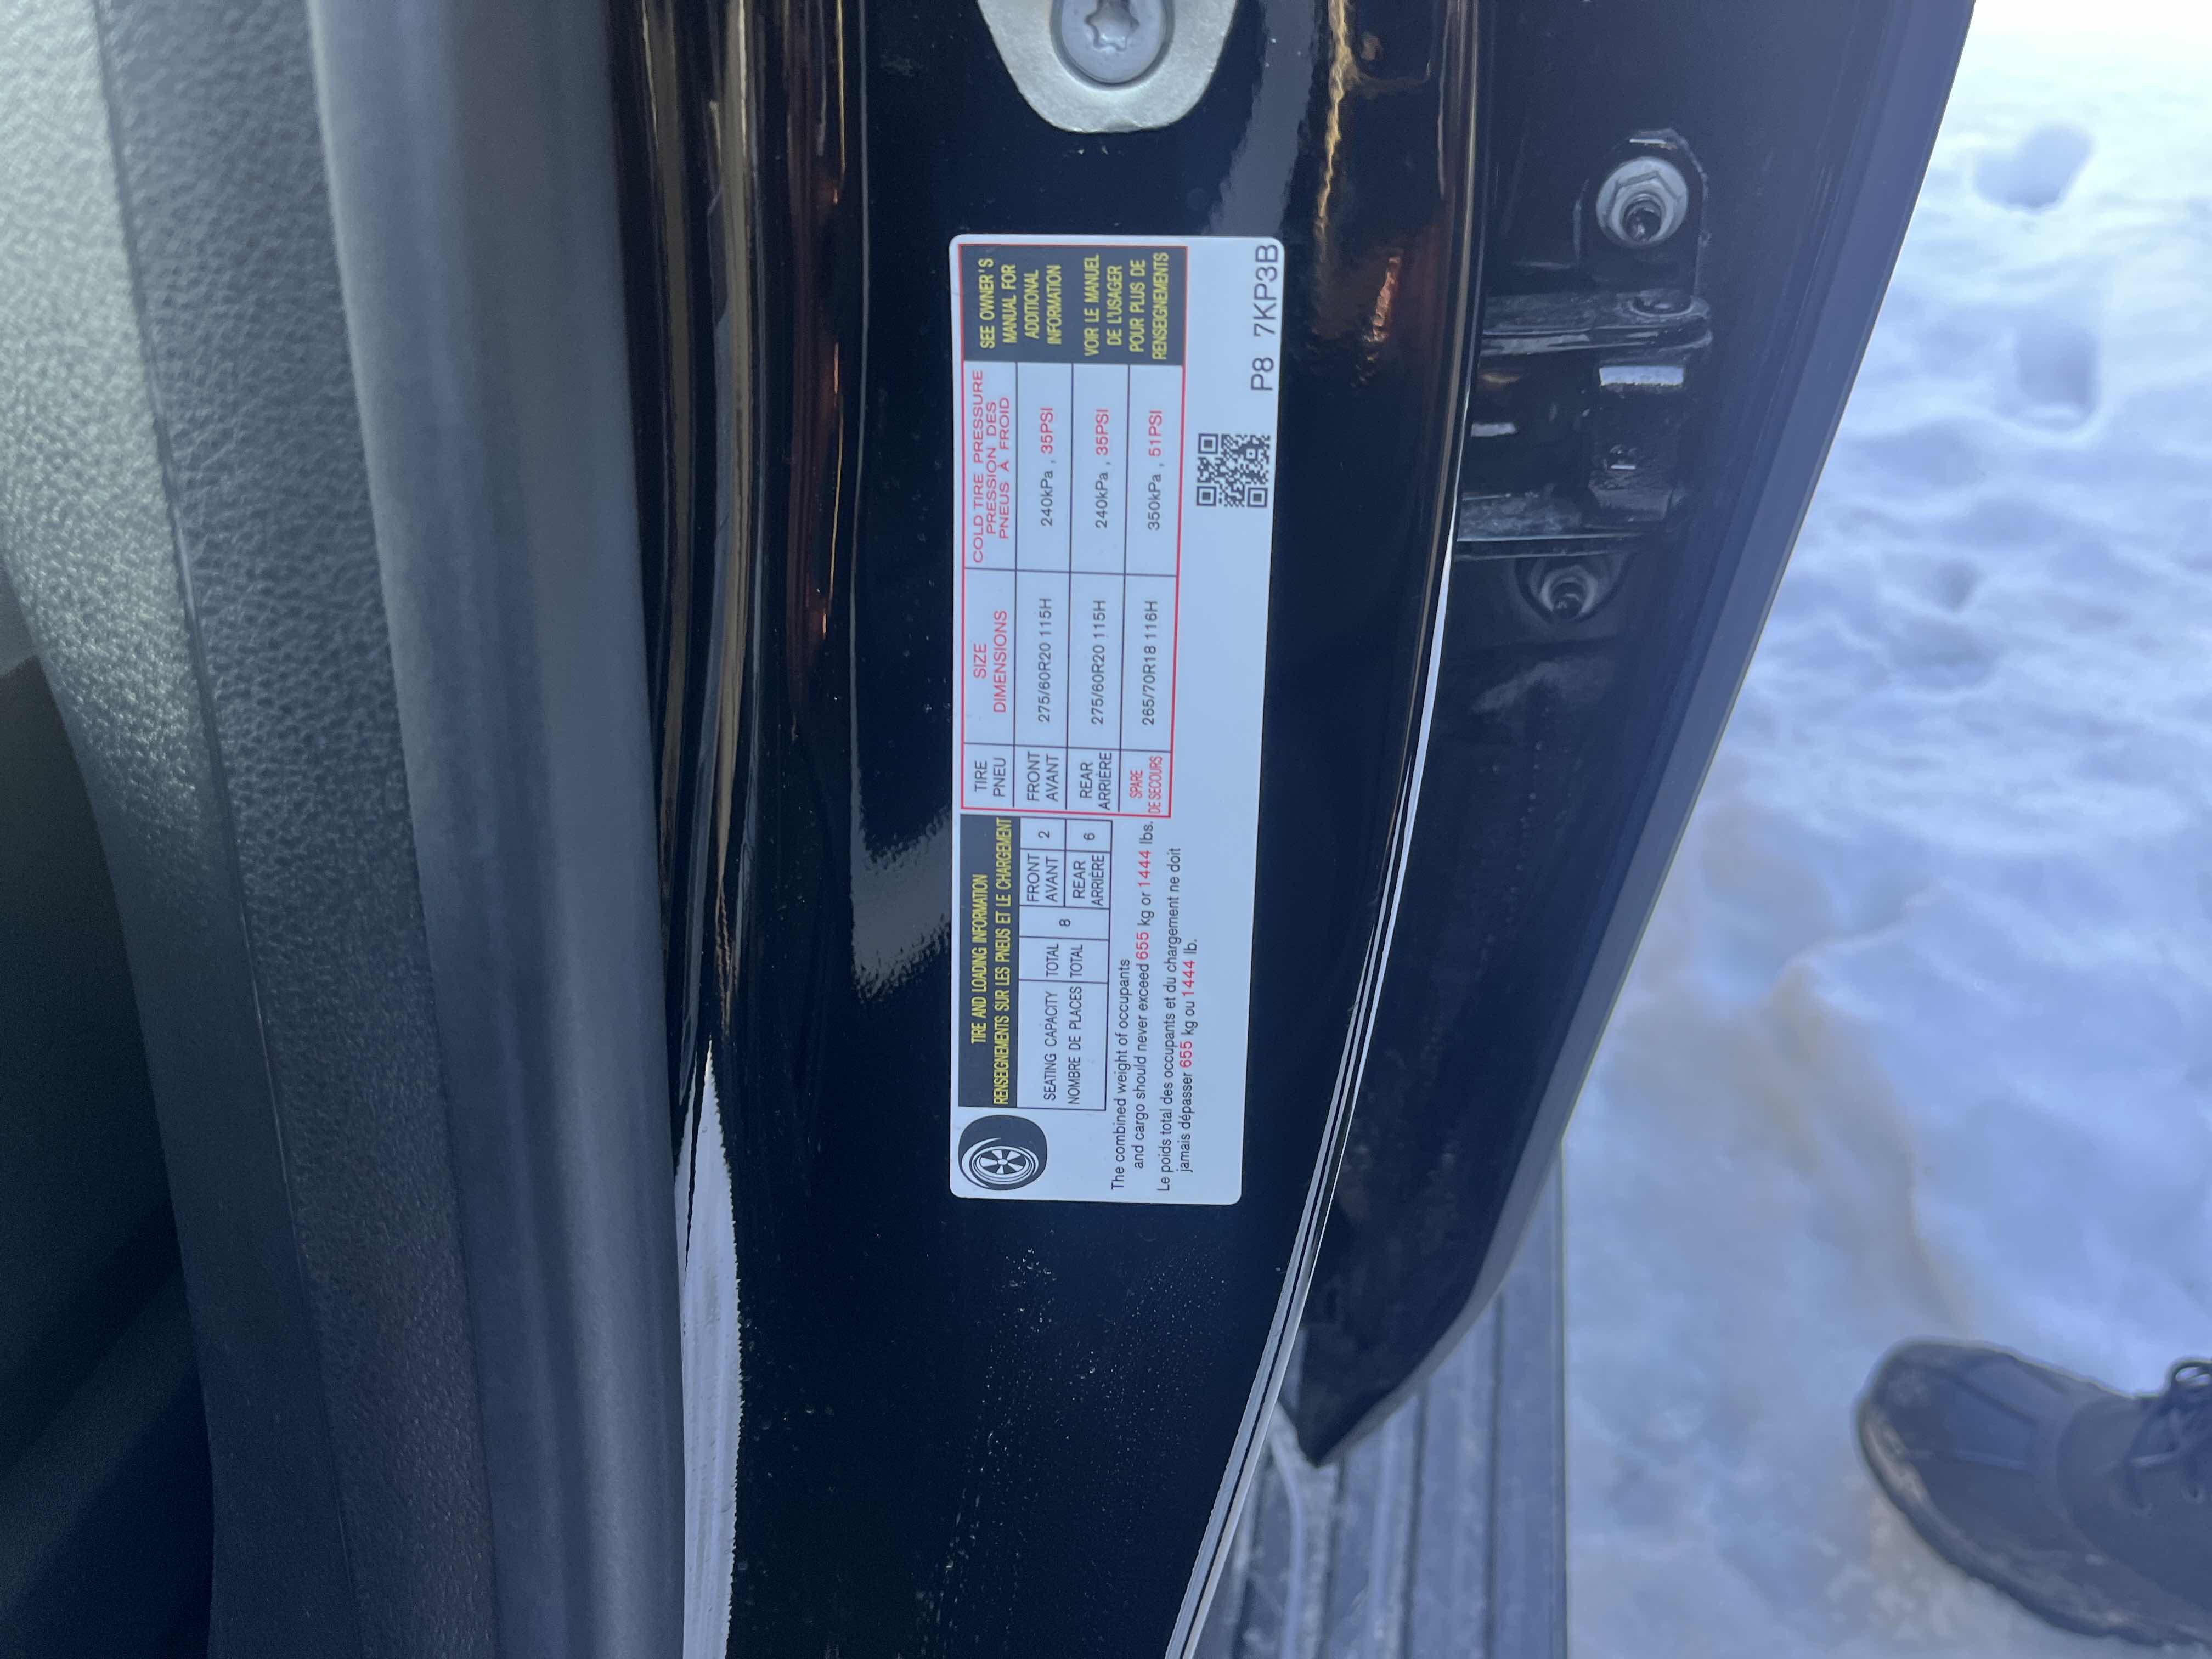 TIRE AND LOADING INFORMATION
RENSEIGNEMENTS SUR LES PNEUS ET LE CHARGEMENT
SEATING CAPACITY TOTAL 8 FRONT 2
AVANT
NOMBRE DE PLACES TOTAL REAR 6
ARRIÈRE
The combined weight of occupants
and cargo should never exceed 655 kg or 1444 lbs.
Le poids total des occupants et du chargement ne doit
jamais dépasser 655 kg ou 1444 lb.
TIRE
PNEU
SIZE
DIMENSIONS
COLD TIRE PRESSURE
PRESSION DES
PNEUS À FROID
FRONT
AVANT
275/60R20 115H
240kPa , 35PSI
REAR
ARRIÈRE
275/60R20 115H
240kPa , 35PSI
SPARE
DE SECOURS
265/70R18 116H
350kPa , 51PSI
SEE OWNER'S
MANUAL FOR
ADDITIONAL
INFORMATION
VOIR LE MANUEL
DE L'USAGER
POUR PLUS DE
RENSEIGNEMENTS
P8 7KP3B